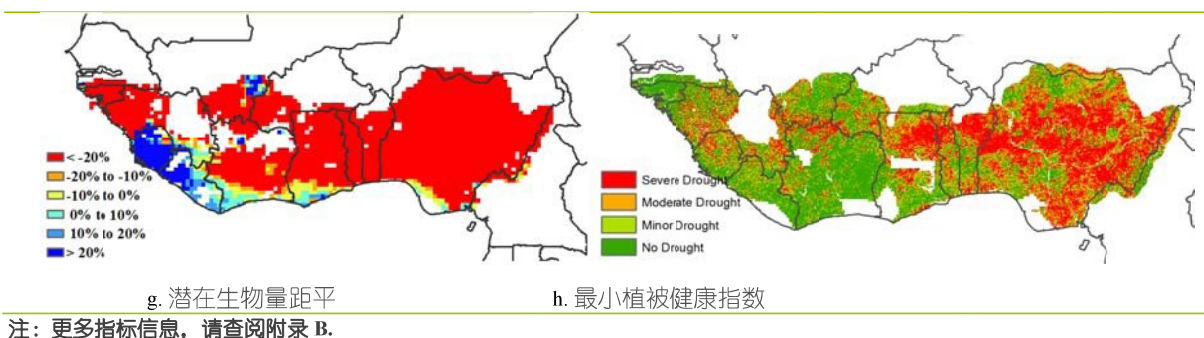 < -20%
-20% to -10%
-10% to 0%
0% to 10%
10% to 20%
> 20%
Severe Drought
Moderate Drought
Minor Drought
No Drought
g. 潜在生物量距平
h. 最小植被健康指数
注：更多指标信息，请查阅附录 B.